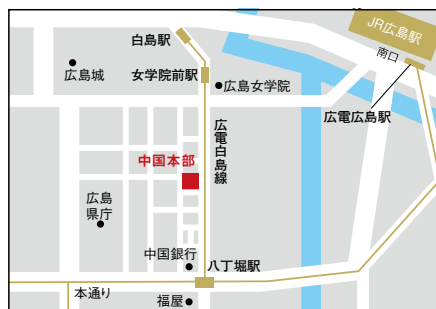 白島駅
JR広島駅
南口
広島城
女学院前駅
広島女学院
広電広島駅
広電白島線
中国本部
広島
県庁
中国銀行
八丁堀駅
本通り
福屋